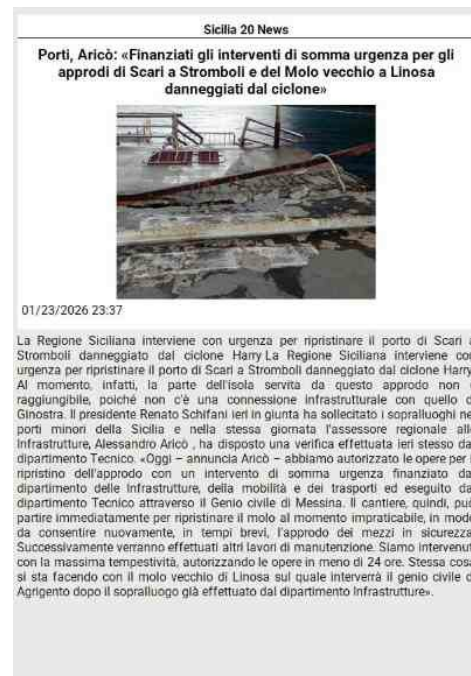 Sicilia 20 News
Porti, Aricò: «Finanziati gli interventi di somma urgenza per gli
approdi di Scari a Stromboli e del Molo vecchio a Linosa
danneggiati dal ciclone»
01/23/2026 23:37
La Regione Siciliana interviene con urgenza per ripristinare il porto di Scari a
Stromboli danneggiato dal ciclone Harry La Regione Siciliana interviene con
urgenza per ripristinare il porto di Scari a Stromboli danneggiato dal ciclone Harry.
Al momento, infatti, la parte dell'isola servita da questo approdo non
raggiungibile, poiché non c'è una connessione infrastrutturale con quello d
Ginostra. Il presidente Renato Schifani ieri in giunta ha sollecitato i sopralluoghi ne
porti minori della Sicilia e nella stessa giornata l'assessore regionale alle
Infrastrutture, Alessandro Aricò , ha disposto una verifica effettuata ieri stesso da
dipartimento Tecnico. «Oggi – annuncia Aricò – abbiamo autorizzato le opere per i
ripristino dell'approdo con un intervento di somma urgenza finanziato da
dipartimento delle Infrastrutture, della mobilità e dei trasporti ed eseguito da
dipartimento Tecnico attraverso il Genio civile di Messina. Il cantiere, quindi, può
partire immediatamente per ripristinare il molo al momento impraticabile, in modo
da consentire nuovamente, in tempi brevi, l'approdo dei mezzi in sicurezza.
Successivamente verranno effettuati altri lavori di manutenzione. Siamo intervenut
con la massima tempestività, autorizzando le opere in meno di 24 ore. Stessa cosa
si sta facendo con il molo vecchio di Linosa sul quale interverrà il genio civile d
Agrigento dopo il sopralluogo già effettuato dal dipartimento Infrastrutture».